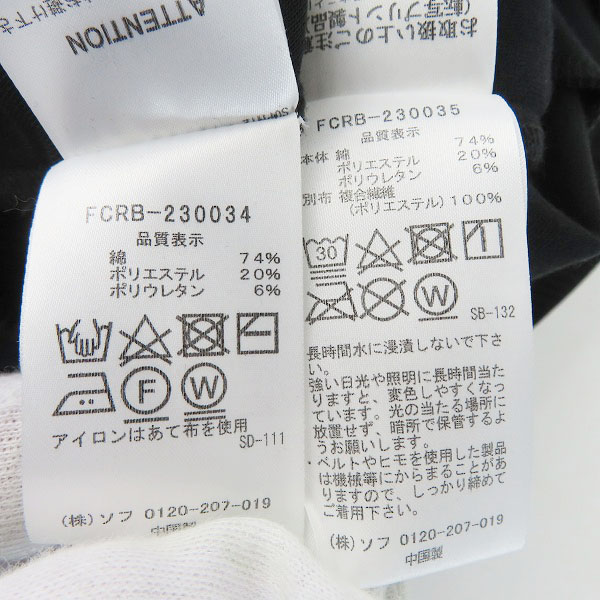 ATTENTION
お取扱い上のご注意
(転写プリント製品)
FCRB-230034
品質表示
綿 74%
ポリエステル 20%
ポリウレタン 6%
F W
アイロンはあて布を使用
SD-111
(株)ソフ 0120-207-019
中国製
FCRB-230035
品質表示
本体 綿 74%
ポリエステル 20%
ポリウレタン 6%
別布 複合繊維
(ポリエステル) 100%
30
W
SB-132
長時間水に浸漬しないで下さ
い。
強い日光や照明に長時間当た
りますと、変色しやすくなっ
ています。光の当たる場所に
放置せず、暗所で保管するよ
うお願いします。
・ベルトやヒモを使用した製品
は機械等にからまることがあ
りますので、しっかり締めて
ご着用下さい。
(株)ソフ 0120-207-019
中国製